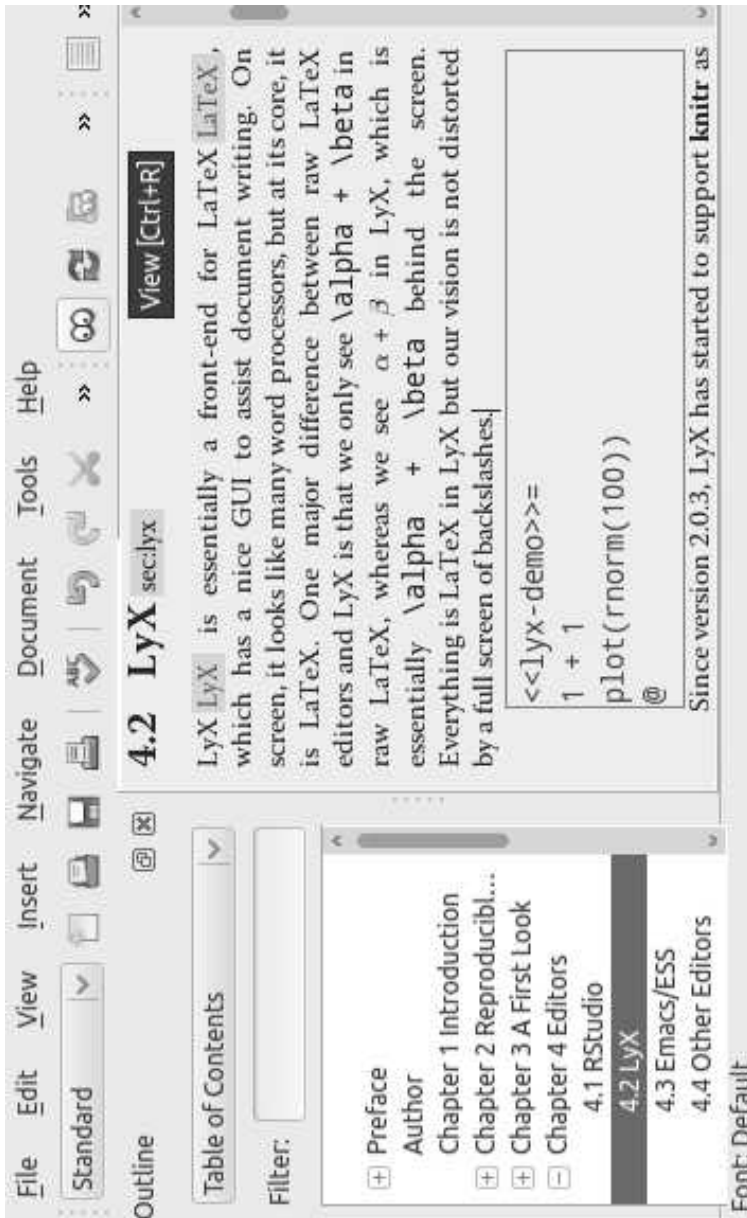 File Edit View Insert Navigate Document Tools Help
Standard
ABC
»
»
»
Outline
View [Ctrl+R]
Table of Contents
Filter:
Preface
Author
Chapter 1 Introduction
Chapter 2 Reproducibl...
Chapter 3 A First Look
Chapter 4 Editors
4.1 RStudio
4.2 LyX
4.3 Emacs/ESS
4.4 Other Editors
4.2 LyX sec:lyx
LyX LyX is essentially a front-end for LaTeX LaTeX,
which has a nice GUI to assist document writing. On
screen, it looks like many word processors, but at its core, it
is LaTeX. One major difference between raw LaTeX
editors and LyX is that we only see \alpha + \beta in
raw LaTeX, whereas we see α + β in LyX, which is
essentially \alpha + \beta behind the screen.
Everything is LaTeX in LyX but our vision is not distorted
by a full screen of backslashes.
<<lyx-demo>>=
1 + 1
plot(rnorm(100))
@
Since version 2.0.3, LyX has started to support knitr as
Font: Default